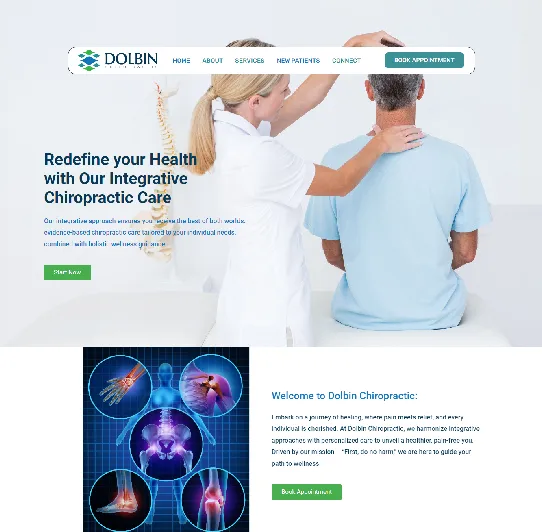 DOLBIN
HOME ABOUT SERVICES NEW PATIENTS CONNECT
BOOK APPOINTMENT
Redefine your Health
with Our Integrative
Chiropractic Care
Our integrative approach ensures you receive the best of both worlds:
evidence-based chiropractic care tailored to your individual needs,
combined with holistic wellness guidance.
Start Now
Welcome to Dolbin Chiropractic:
Embark on a journey of healing, where pain meets relief, and every
individual is cherished. At Dolbin Chiropractic, we harmonize integrative
approaches with personalized care to unveil a healthier, pain-free you.
Driven by our mission – "First, do no harm" we are here to guide your
path to wellness
Book Appointment